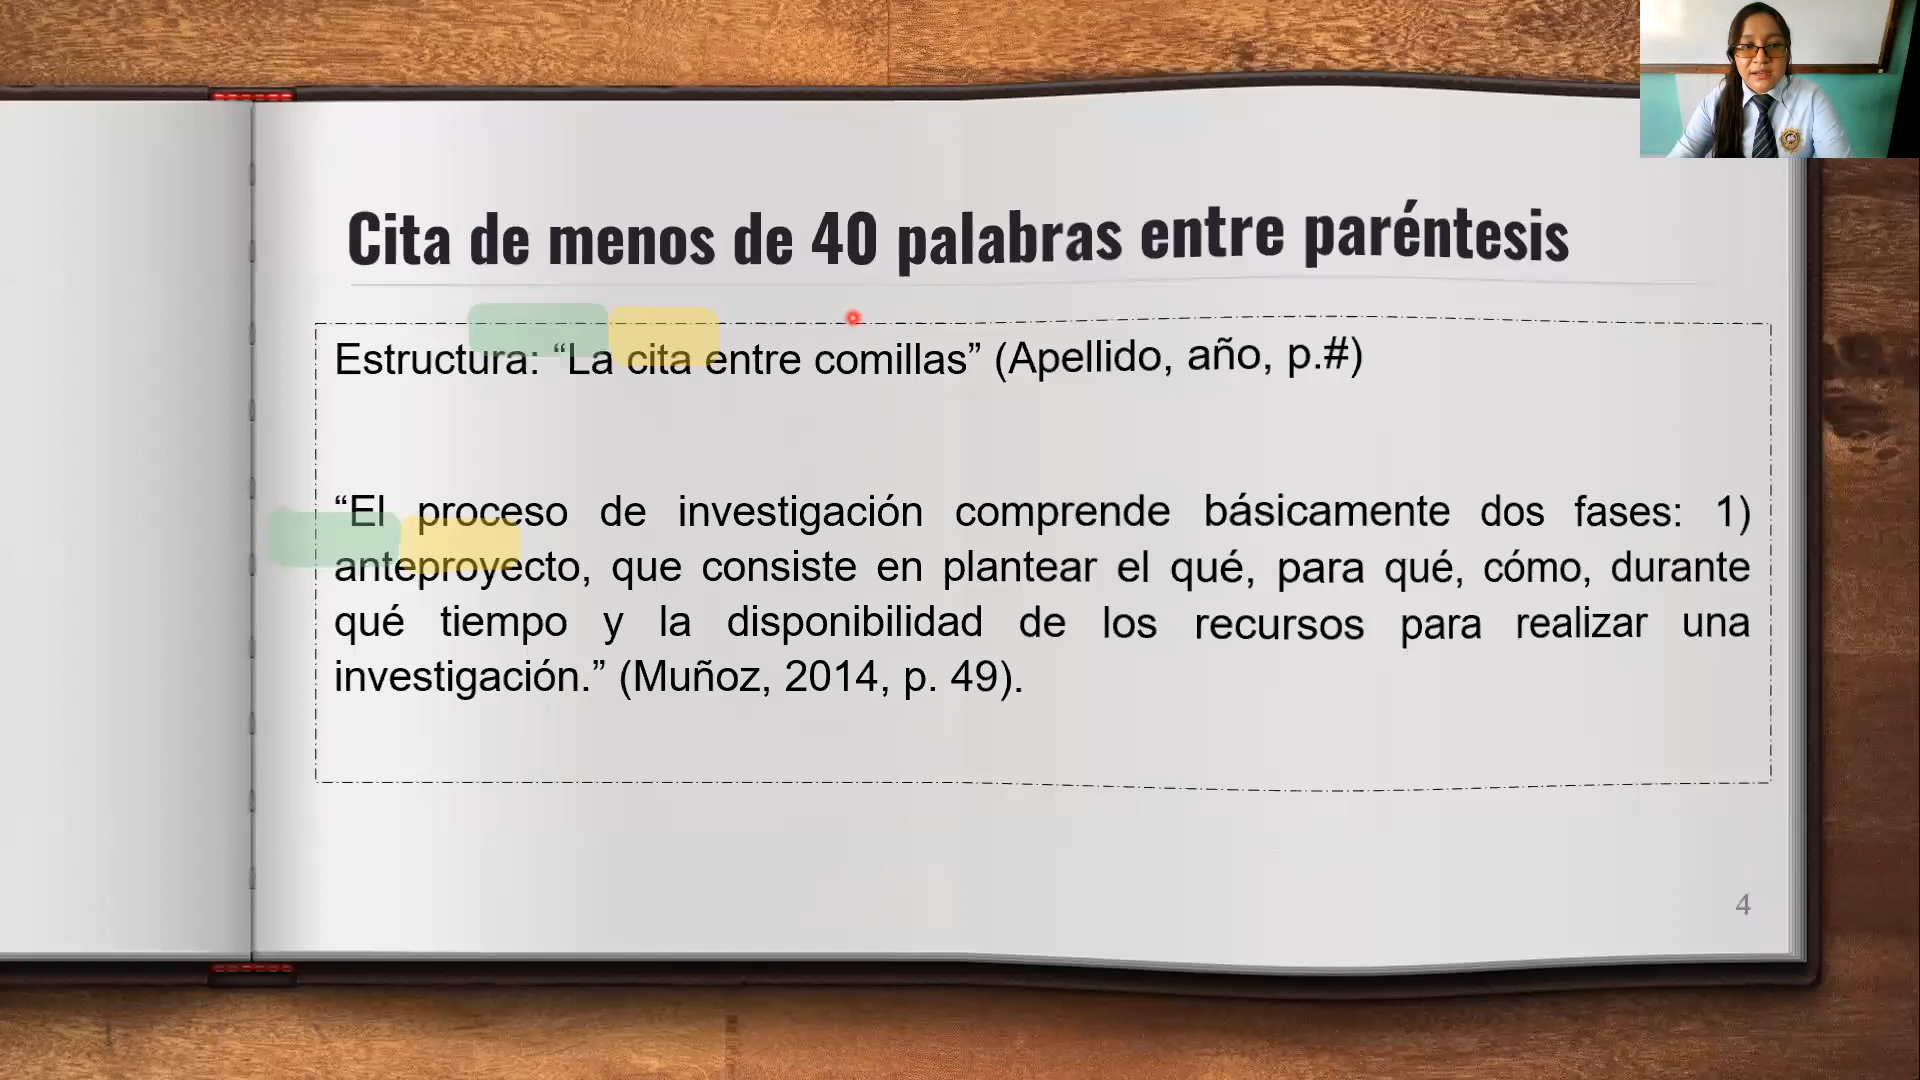 Cita de menos de 40 palabras entre paréntesis
Estructura: “La cita entre comillas” (Apellido, año, p.#)
“El proceso de investigación comprende básicamente dos fases: 1)
anteproyecto, que consiste en plantear el qué, para qué, cómo, durante
qué tiempo y la disponibilidad de los recursos para realizar una
investigación.” (Muñoz, 2014, p. 49).
4